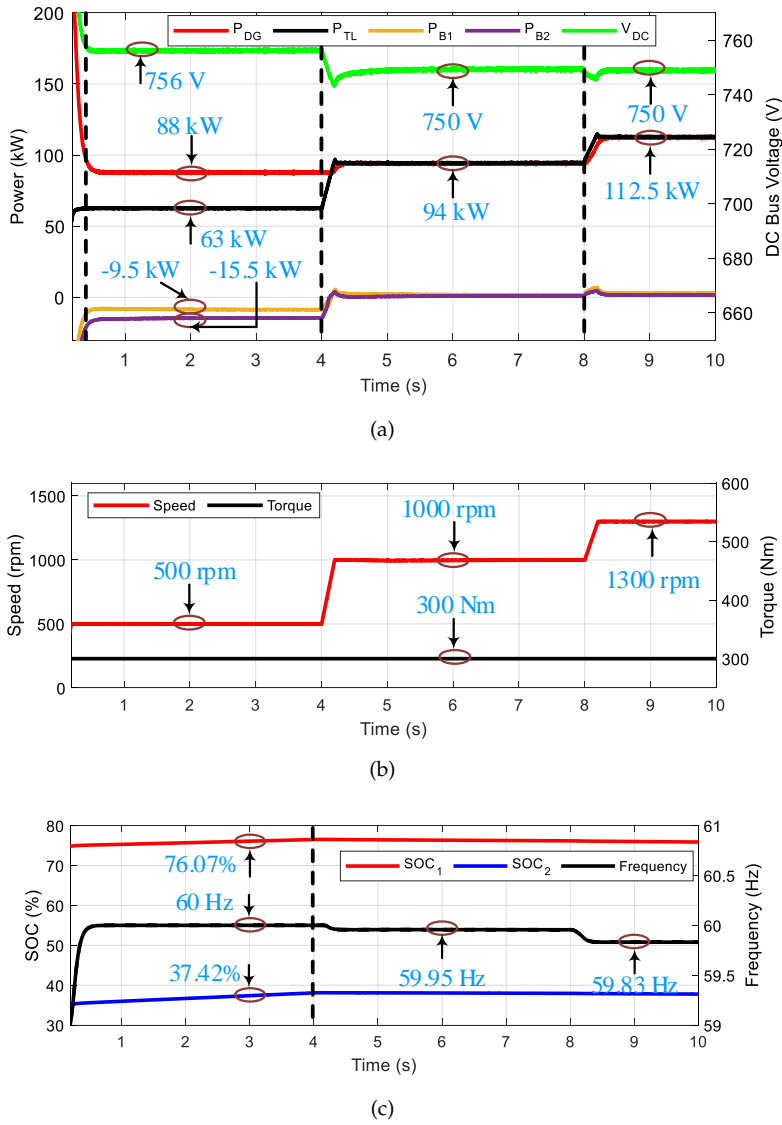 200
150
100
50
0
Power (kW)
P_DG P_TL P_B1 P_B2 V_DC
756 V
88 kW
63 kW
-9.5 kW
-15.5 kW
750 V
94 kW
750 V
112.5 kW
760
740
720
700
680
660
DC Bus Voltage (V)
1 2 3 4 5 6 7 8 9 10
Time (s)
(a)
1500
1000
500
0
Speed (rpm)
Speed Torque
500 rpm
1000 rpm
300 Nm
1300 rpm
600
500
400
300
Torque (Nm)
1 2 3 4 5 6 7 8 9 10
Time (s)
(b)
80
70
60
50
40
30
SOC (%)
SOC_1 SOC_2 Frequency
76.07%
60 Hz
37.42%
59.95 Hz
59.83 Hz
61
60.5
60
59.5
59
Frequency (Hz)
1 2 3 4 5 6 7 8 9 10
Time (s)
(c)